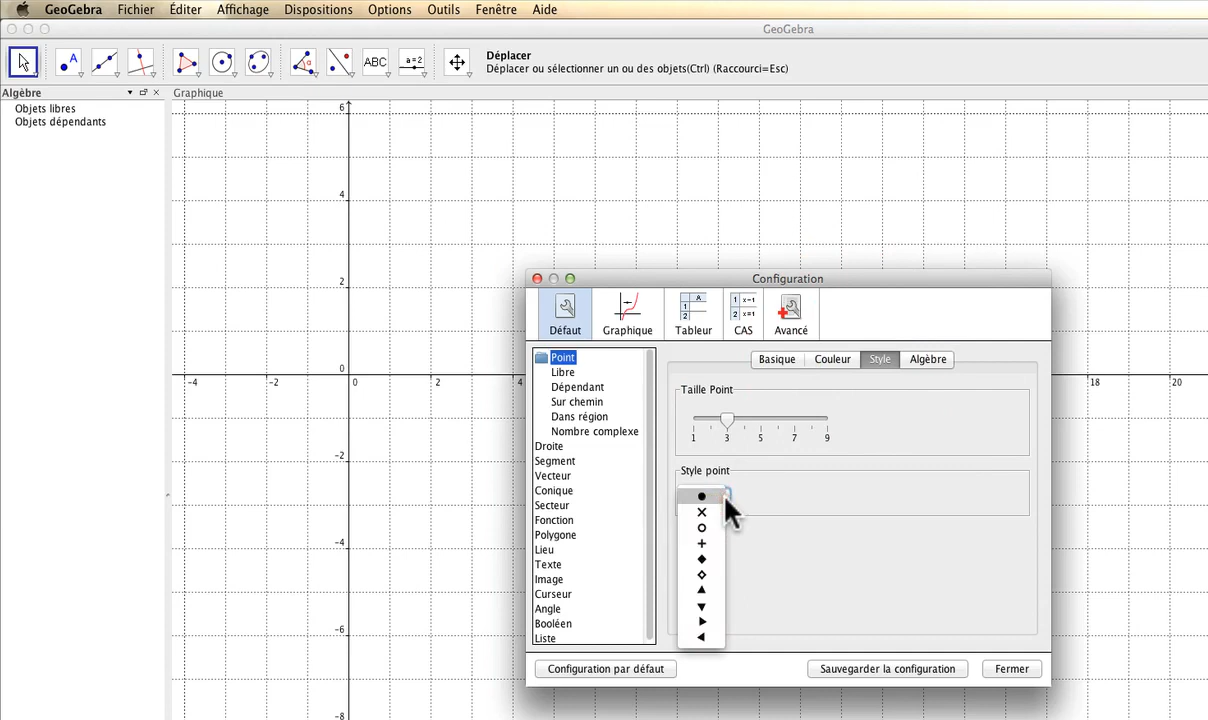 GeoGebra Fichier Éditer Affichage Dispositions Options Outils Fenêtre Aide
GeoGebra
A
ABC
a=2
Déplacer
Déplacer ou sélectionner un ou des objets(Ctrl) (Raccourci=Esc)
Algèbre
Graphique
Objets libres
Objets dépendants
6
4
2
0
-4 -2 0 2 4 18 20
-2
-4
-6
-8
Configuration
Défaut Graphique Tableur CAS Avancé
Point
Libre
Dépendant
Sur chemin
Dans région
Nombre complexe
Droite
Segment
Vecteur
Conique
Secteur
Fonction
Polygone
Lieu
Texte
Image
Curseur
Angle
Booléen
Liste
Basique Couleur Style Algèbre
Taille Point
1 3 5 7 9
Style point
Configuration par défaut Sauvegarder la configuration Fermer